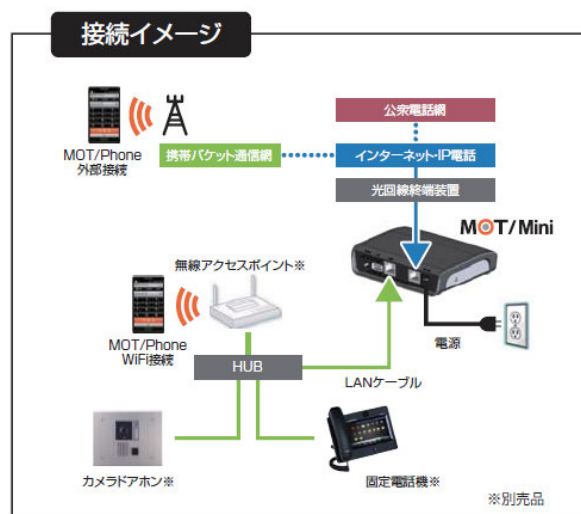 接続イメージ
MOT/Phone
外部接続
携帯パケット通信網
公衆電話網
インターネット・IP電話
光回線終端装置
MOT/Mini
無線アクセスポイント※
MOT/Phone
WiFi接続
HUB
LANケーブル
電源
カメラドアホン※
固定電話機※
※別売品